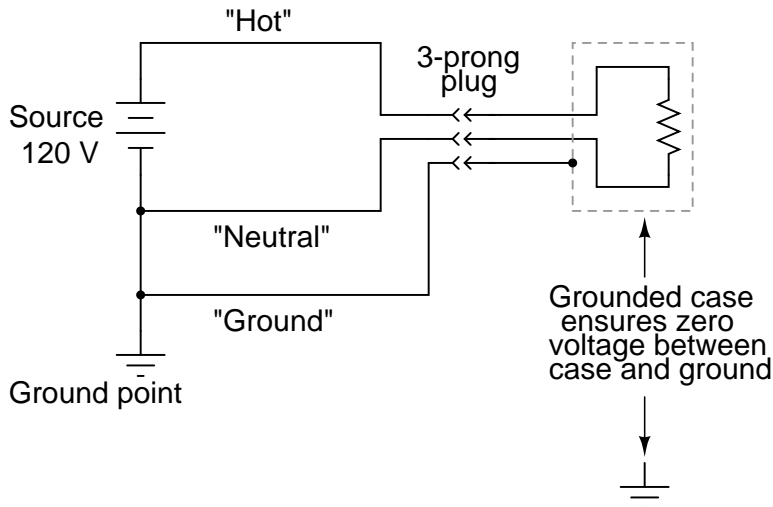 "Hot"
3-prong
plug
Source
120 V
"Neutral"
"Ground"
Ground point
Grounded case
ensures zero
voltage between
case and ground